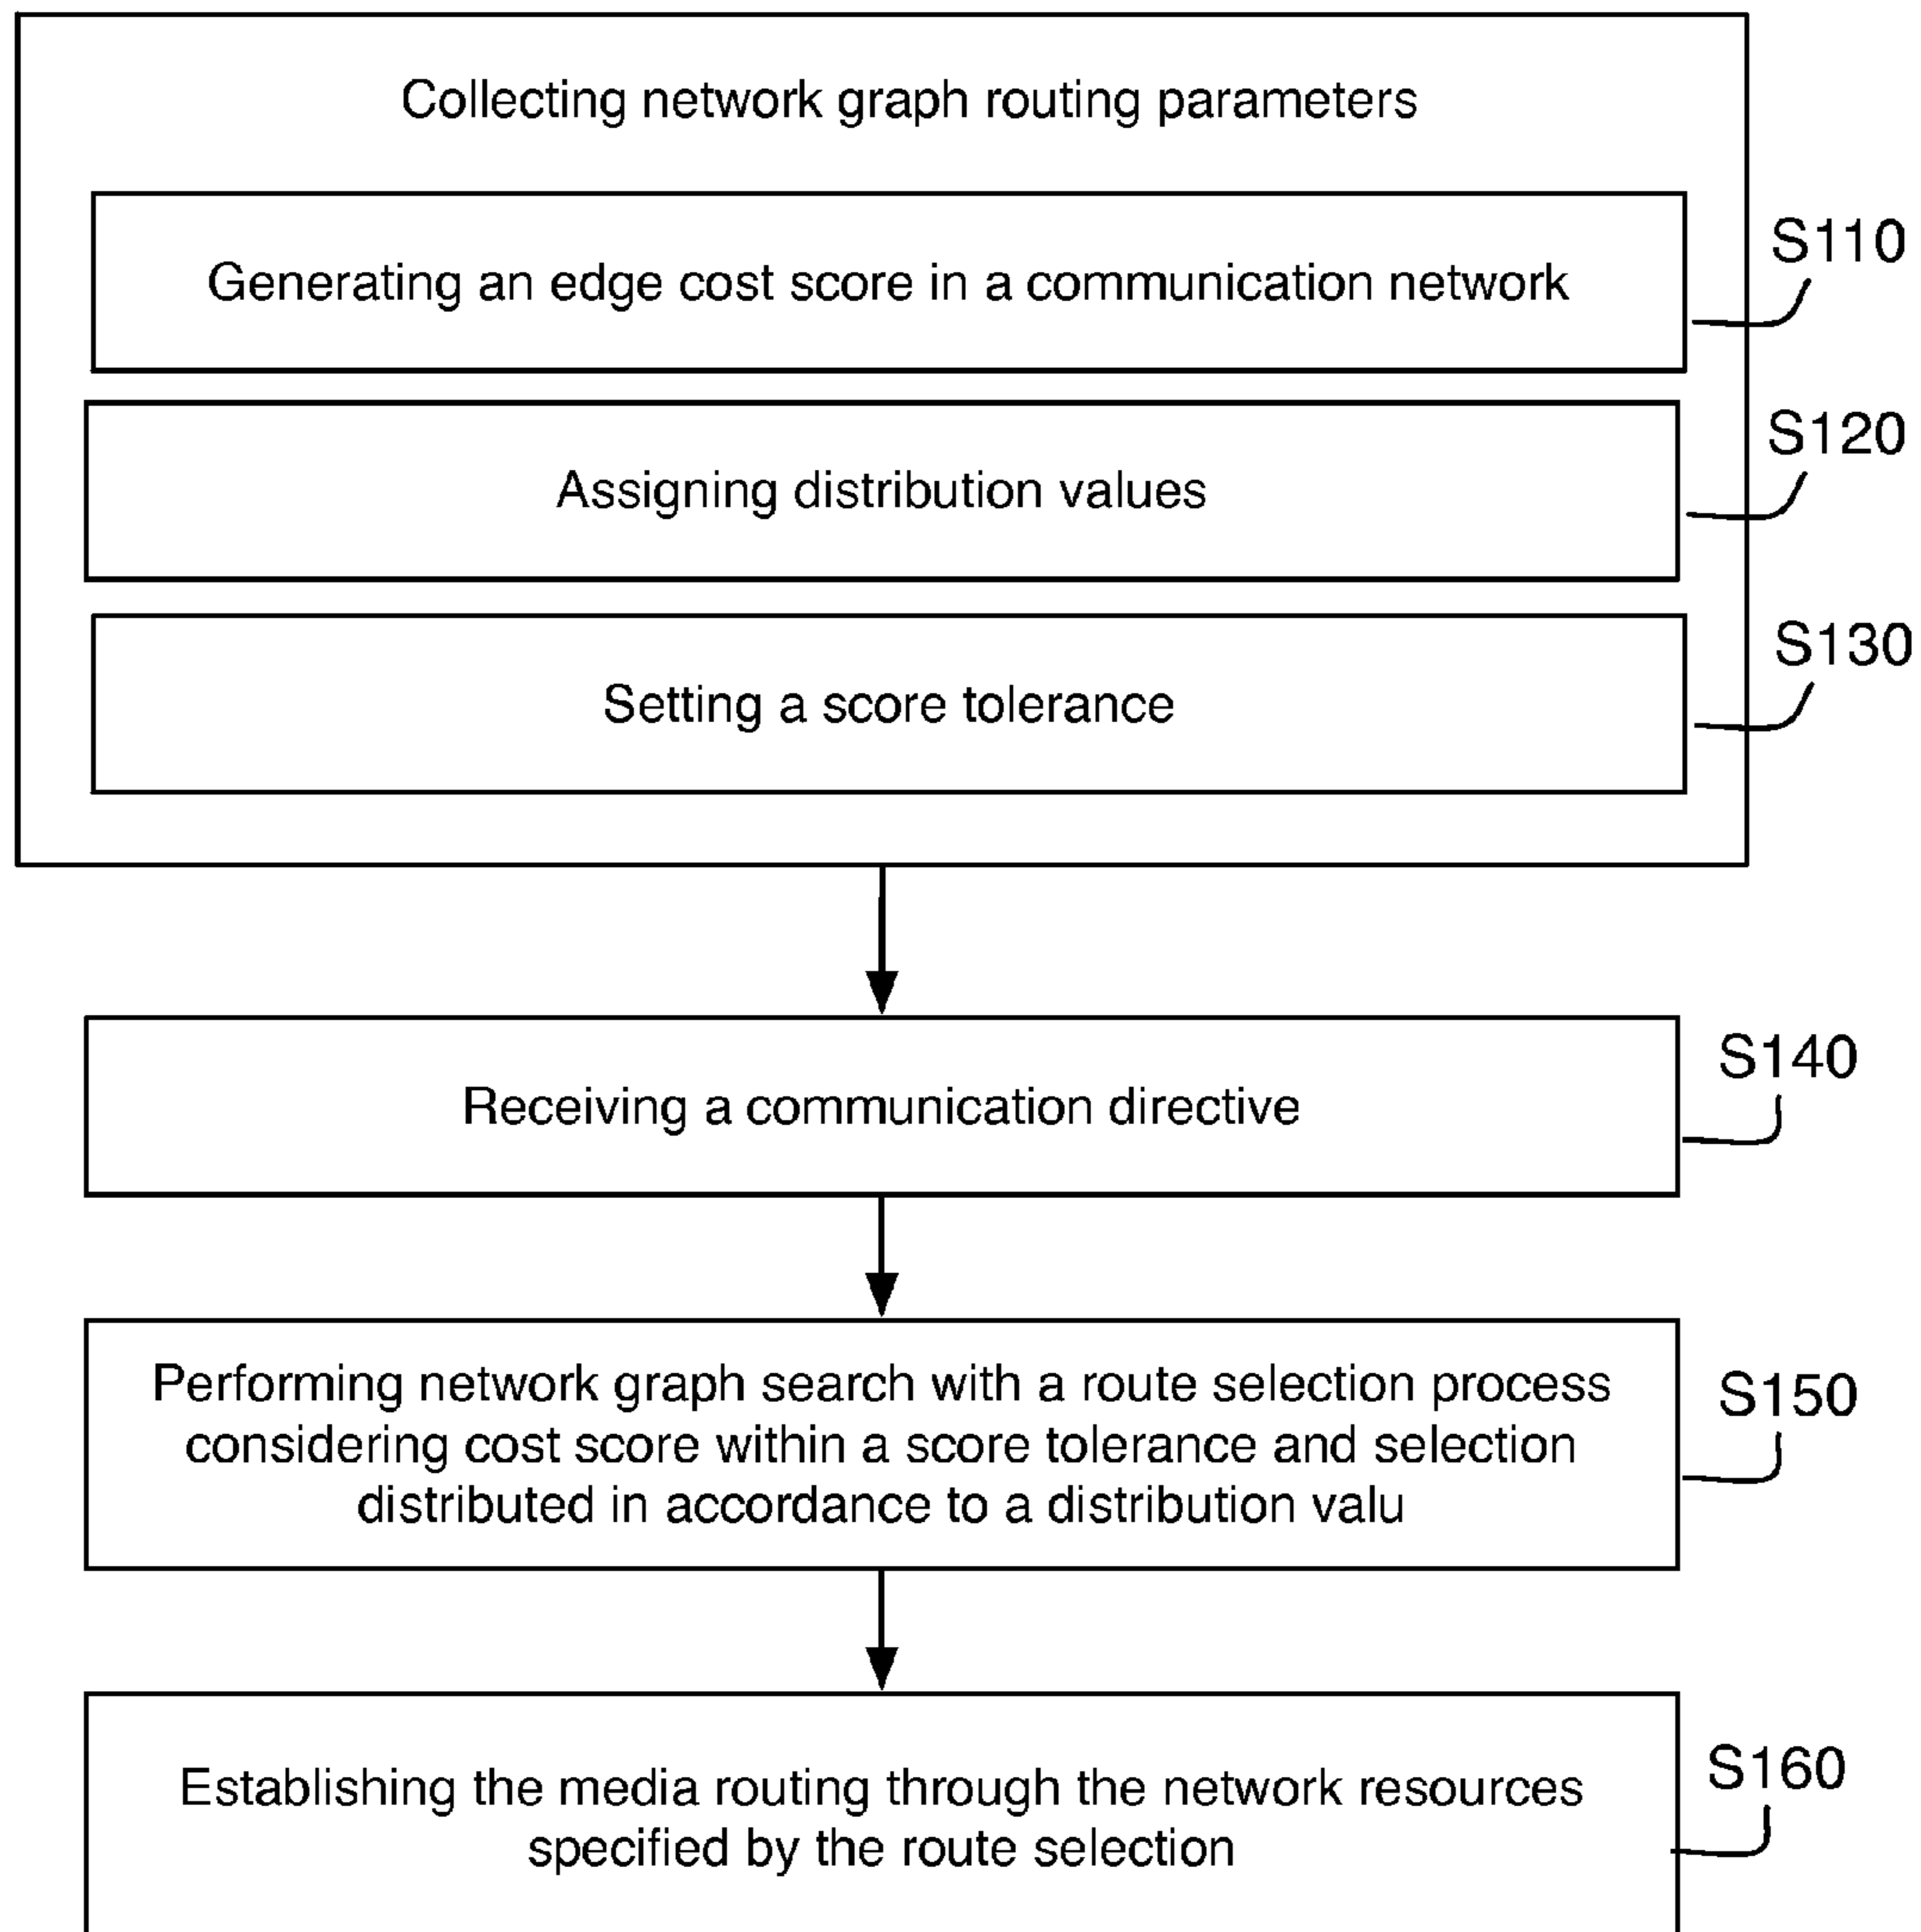 Collecting network graph routing parameters
Generating an edge cost score in a communication network
S110
Assigning distribution values
S120
Setting a score tolerance
S130
Receiving a communication directive
S140
Performing network graph search with a route selection process
considering cost score within a score tolerance and selection
distributed in accordance to a distribution valu
S150
Establishing the media routing through the network resources
specified by the route selection
S160